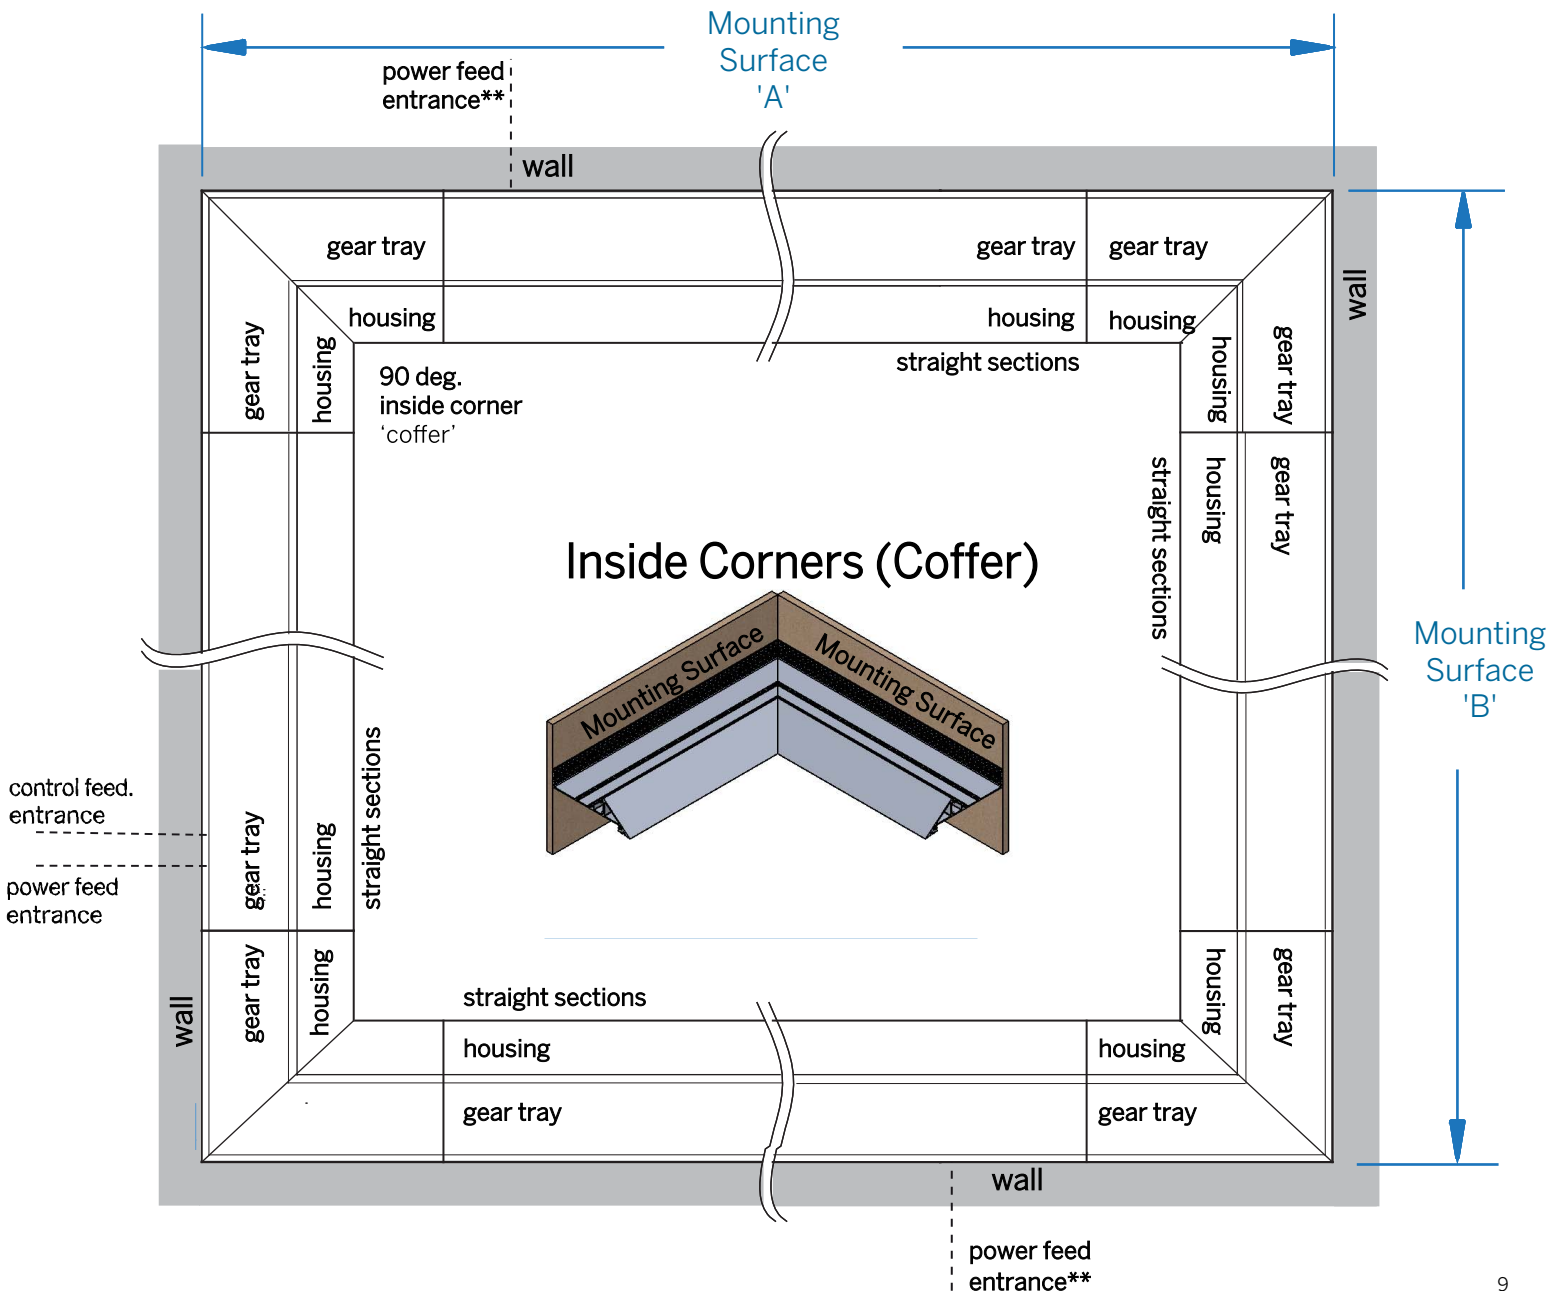 Mounting
Surface
'A'
power feed
entrance**
wall
gear tray
gear tray
gear tray
wall
housing
housing
housing
gear tray
housing
straight sections
housing
gear tray
90 deg.
inside corner
‘coffer’
straight sections
housing
gear tray
Inside Corners (Coffer)
Mounting Surface
Mounting Surface
Mounting
Surface
'B'
control feed.
entrance
straight sections
gear tray
housing
power feed
entrance
gear tray
housing
housing
gear tray
wall
straight sections
housing
housing
gear tray
gear tray
wall
power feed
entrance**
9